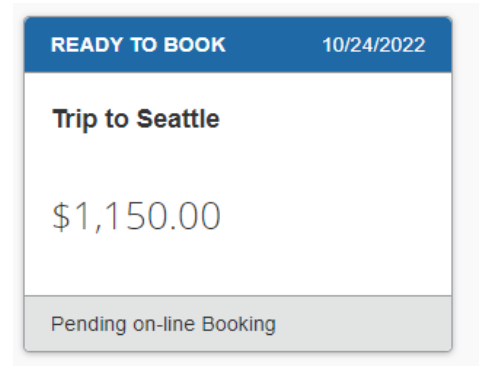 READY TO BOOK 10/24/2022
Trip to Seattle
$1,150.00
Pending on-line Booking